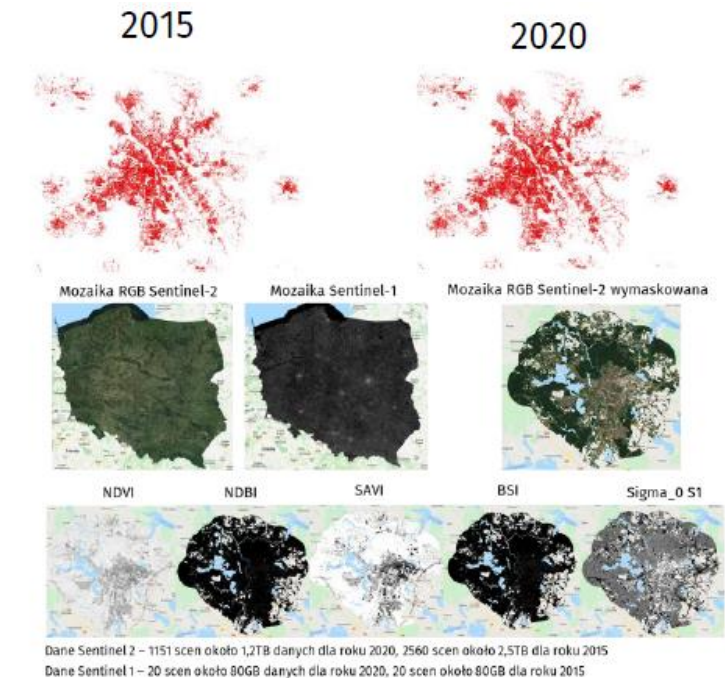 2015
2020
Mozaika RGB Sentinel-2
Mozaika Sentinel-1
Mozaika RGB Sentinel-2 wymaskowana
NDVI
NDBI
SAVI
BSI
Sigma_0 S1
Dane Sentinel 2 – 1151 scen około 1,2TB danych dla roku 2020, 2560 scen około 2,5TB dla roku 2015
Dane Sentinel 1 – 20 scen około 80GB danych dla roku 2020, 20 scen około 80GB dla roku 2015